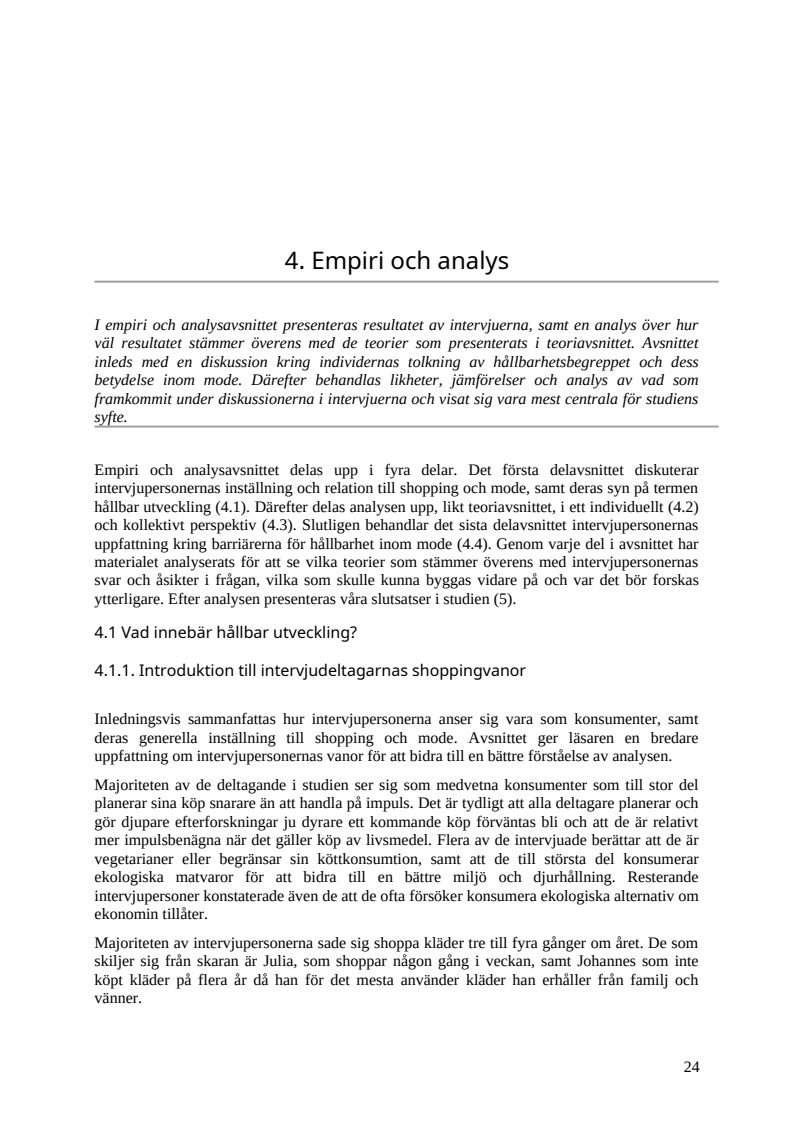 4. Empiri och analys
I empiri och analysavsnittet presenteras resultatet av intervjuerna, samt en analys över hur
väl resultatet stämmer överens med de teorier som presenterats i teoriavsnittet. Avsnittet
inleds med en diskussion kring individernas tolkning av hållbarhetsbegreppet och dess
betydelse inom mode. Därefter behandlas likheter, jämförelser och analys av vad som
framkommit under diskussionerna i intervjuerna och visat sig vara mest centrala för studiens
syfte.
Empiri och analysavsnittet delas upp i fyra delar. Det första delavsnittet diskuterar
intervjupersonernas inställning och relation till shopping och mode, samt deras syn på termen
hållbar utveckling (4.1). Därefter delas analysen upp, likt teoriavsnittet, i ett individuellt (4.2)
och kollektivt perspektiv (4.3). Slutligen behandlar det sista delavsnittet intervjupersonernas
uppfattning kring barriärerna för hållbarhet inom mode (4.4). Genom varje del i avsnittet har
materialet analyserats för att se vilka teorier som stämmer överens med intervjupersonernas
svar och åsikter i frågan, vilka som skulle kunna byggas vidare på och var det bör forskas
ytterligare. Efter analysen presenteras våra slutsatser i studien (5).
4.1 Vad innebär hållbar utveckling?
4.1.1. Introduktion till intervjudeltagarnas shoppingvanor
Inledningsvis sammanfattas hur intervjupersonerna anser sig vara som konsumenter, samt
deras generella inställning till shopping och mode. Avsnittet ger läsaren en bredare
uppfattning om intervjupersonernas vanor för att bidra till en bättre förståelse av analysen.
Majoriteten av de deltagande i studien ser sig som medvetna konsumenter som till stor del
planerar sina köp snarare än att handla på impuls. Det är tydligt att alla deltagare planerar och
gör djupare efterforskningar ju dyrare ett kommande köp förväntas bli och att de är relativt
mer impulsbenägna när det gäller köp av livsmedel. Flera av de intervjuade berättar att de är
vegetarianer eller begränsar sin köttkonsumtion, samt att de till största del konsumerar
ekologiska matvaror för att bidra till en bättre miljö och djurhållning. Resterande
intervjupersoner konstaterade även de att de ofta försöker konsumera ekologiska alternativ om
ekonomin tillåter.
Majoriteten av intervjupersonerna sade sig shoppa kläder tre till fyra gånger om året. De som
skiljer sig från skaran är Julia, som shoppar någon gång i veckan, samt Johannes som inte
köpt kläder på flera år då han för det mesta använder kläder han erhåller från familj och
vänner.
24